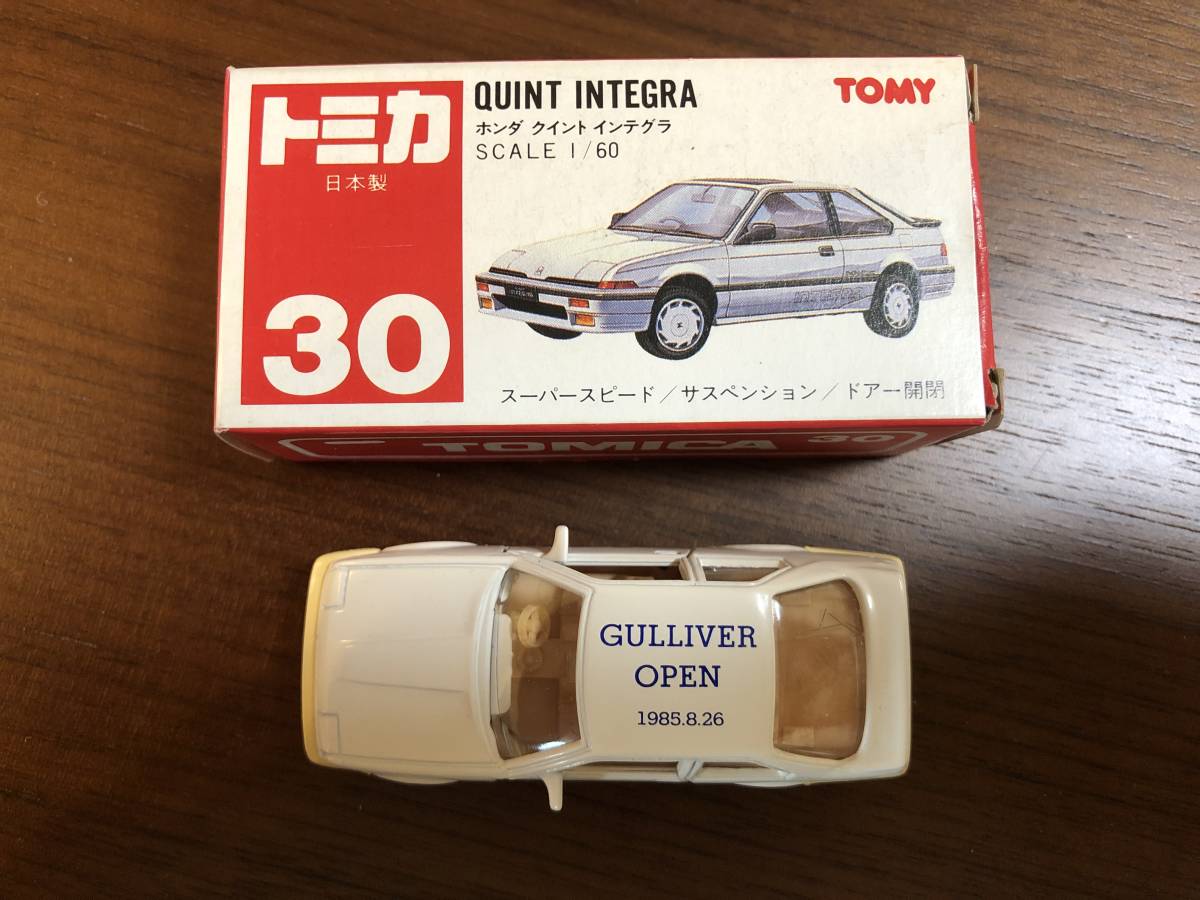 トミカ
日本製
30
QUINT INTEGRA
ホンダ クイント インテグラ
SCALE 1/60
TOMY
スーパースピード/サスペンション/ドアー開閉
TOMICA 30
GULLIVER
OPEN
1985.8.26